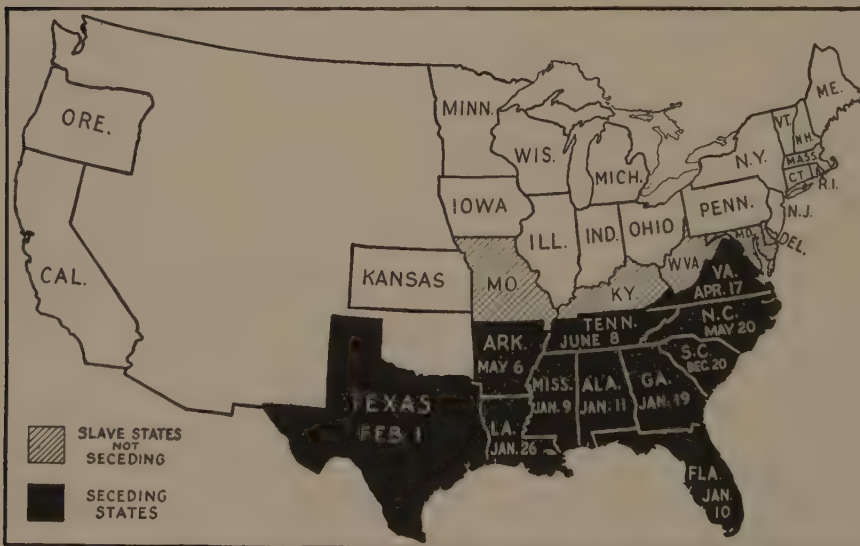 ORE.
CAL.
MINN.
WIS.
MICH.
IOWA
ILL.
IND.
OHIO
PENN.
N.Y.
VT.
N.H.
ME.
MASS.
CT
R.I.
N.J.
DEL.
MD.
KANSAS
MO.
KY.
W.VA.
VA.
APR. 17
N.C.
MAY 20
TENN.
JUNE 8
S.C.
DEC. 20
ARK.
MAY 6
MISS.
JAN. 9
ALA.
JAN. 11
GA.
JAN. 19
TEXAS
FEB. 1
LA.
JAN. 26
FLA.
JAN.
10
SLAVE STATES
NOT
SECEDING
SECEDING
STATES